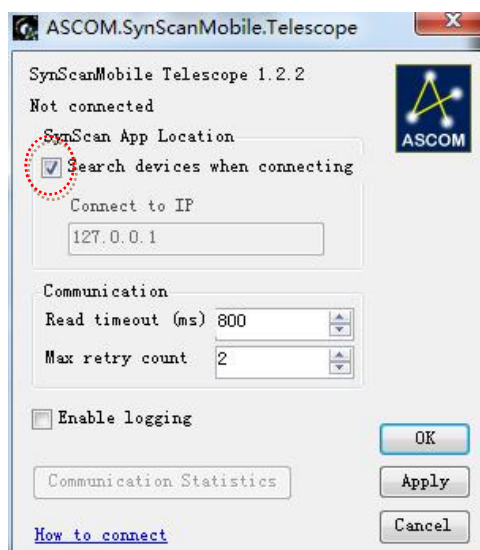 ASCOM.SynScanMobile.Telescope
SynScanMobile Telescope 1.2.2
Not connected
ASCOM
SynScan App Location
Search devices when connecting
Connect to IP
127.0.0.1
Communication
Read timeout (ms) 800
Max retry count 2
Enable logging
OK
Communication Statistics Apply
How to connect Cancel